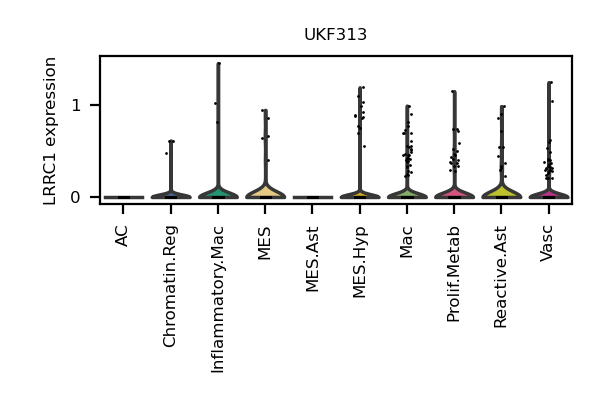 UKF313
LRRC1 expression
1
0
AC
Chromatin.Reg
Inflammatory.Mac
MES
MES.Ast
MES.Hyp
Mac
Prolif.Metab
Reactive.Ast
Vasc